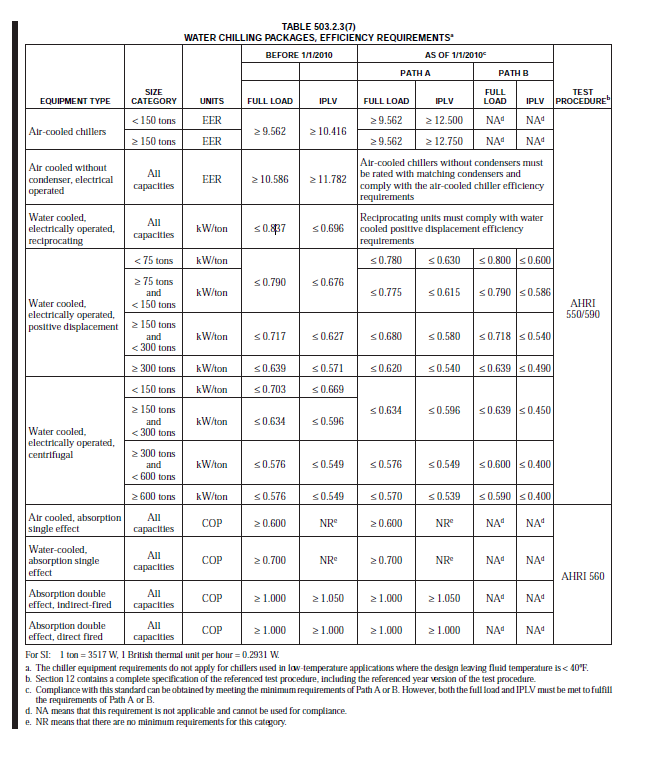 TABLE 503.2.3(7)
WATER CHILLING PACKAGES, EFFICIENCY REQUIREMENTSᵃ
EQUIPMENT TYPE SIZE CATEGORY UNITS BEFORE 1/1/2010 AS OF 1/1/2010ᶜ TEST PROCEDUREᵇ
PATH A PATH B
FULL LOAD IPLV FULL LOAD IPLV FULL LOAD IPLV
Air-cooled chillers < 150 tons EER ≥ 9.562 ≥ 10.416 ≥ 9.562 ≥ 12.500 NAᵈ NAᵈ AHRI 550/590
≥ 150 tons EER ≥ 9.562 ≥ 12.750 NAᵈ NAᵈ
Air cooled without condenser, electrical operated All capacities EER ≥ 10.586 ≥ 11.782 Air-cooled chillers without condensers must be rated with matching condensers and comply with the air-cooled chiller efficiency requirements
Water cooled, electrically operated, reciprocating All capacities kW/ton ≤ 0.837 ≤ 0.696 Reciprocating units must comply with water cooled positive displacement efficiency requirements
Water cooled, electrically operated, positive displacement < 75 tons kW/ton ≤ 0.790 ≤ 0.676 ≤ 0.780 ≤ 0.630 ≤ 0.800 ≤ 0.600
≥ 75 tons and < 150 tons kW/ton ≤ 0.775 ≤ 0.615 ≤ 0.790 ≤ 0.586
≥ 150 tons and < 300 tons kW/ton ≤ 0.717 ≤ 0.627 ≤ 0.680 ≤ 0.580 ≤ 0.718 ≤ 0.540
≥ 300 tons kW/ton ≤ 0.639 ≤ 0.571 ≤ 0.620 ≤ 0.540 ≤ 0.639 ≤ 0.490
Water cooled, electrically operated, centrifugal < 150 tons kW/ton ≤ 0.703 ≤ 0.669 ≤ 0.634 ≤ 0.596 ≤ 0.639 ≤ 0.450
≥ 150 tons and < 300 tons kW/ton ≤ 0.634 ≤ 0.596
≥ 300 tons and < 600 tons kW/ton ≤ 0.576 ≤ 0.549 ≤ 0.576 ≤ 0.549 ≤ 0.600 ≤ 0.400
≥ 600 tons kW/ton ≤ 0.576 ≤ 0.549 ≤ 0.570 ≤ 0.539 ≤ 0.590 ≤ 0.400
Air cooled, absorption single effect All capacities COP ≥ 0.600 NRᵉ ≥ 0.600 NRᵉ NAᵈ NAᵈ AHRI 560
Water-cooled, absorption single effect All capacities COP ≥ 0.700 NRᵉ ≥ 0.700 NRᵉ NAᵈ NAᵈ
Absorption double effect, indirect-fired All capacities COP ≥ 1.000 ≥ 1.050 ≥ 1.000 ≥ 1.050 NAᵈ NAᵈ
Absorption double effect, direct fired All capacities COP ≥ 1.000 ≥ 1.000 ≥ 1.000 ≥ 1.000 NAᵈ NAᵈ
For SI: 1 ton = 3517 W, 1 British thermal unit per hour = 0.2931 W.
a. The chiller equipment requirements do not apply for chillers used in low-temperature applications where the design leaving fluid temperature is < 40°F.
b. Section 12 contains a complete specification of the referenced test procedure, including the referenced year version of the test procedure.
c. Compliance with this standard can be obtained by meeting the minimum requirements of Path A or B. However, both the full load and IPLV must be met to fulfill
the requirements of Path A or B.
d. NA means that this requirement is not applicable and cannot be used for compliance.
e. NR means that there are no minimum requirements for this category.